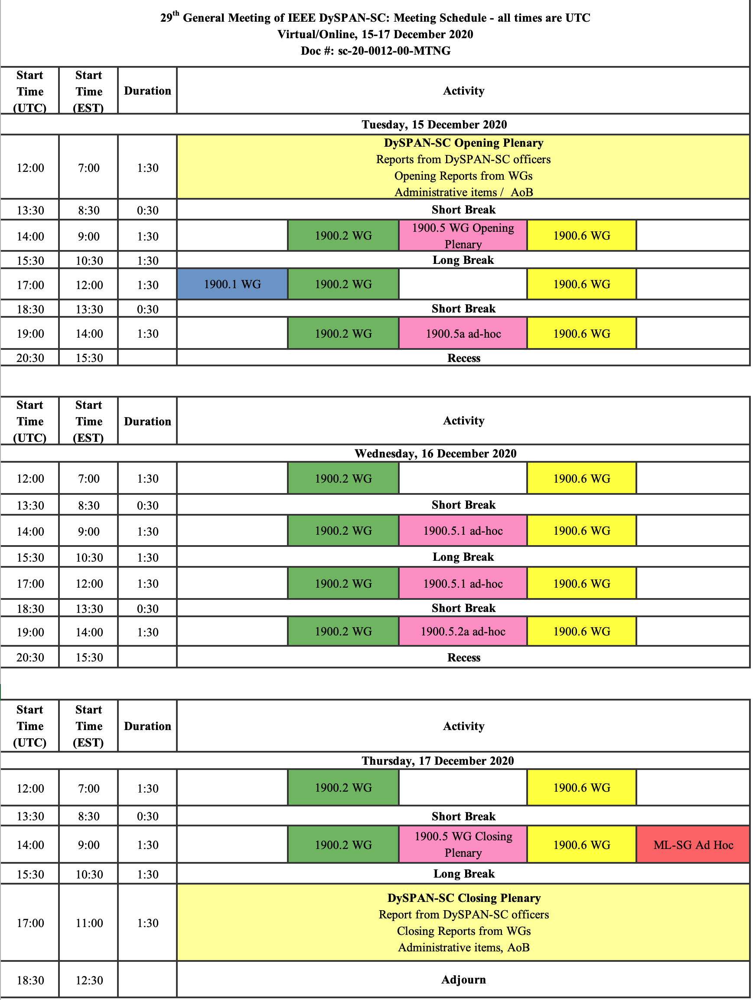 29th General Meeting of IEEE DySPAN-SC: Meeting Schedule - all times are UTC
Virtual/Online, 15-17 December 2020
Doc #: sc-20-0012-00-MTNG
Start Time (UTC) Start Time (EST) Duration Activity
Tuesday, 15 December 2020
12:00 7:00 1:30 DySPAN-SC Opening Plenary
Reports from DySPAN-SC officers
Opening Reports from WGs
Administrative items / AoB
13:30 8:30 0:30 Short Break
14:00 9:00 1:30 1900.2 WG 1900.5 WG Opening Plenary 1900.6 WG
15:30 10:30 1:30 Long Break
17:00 12:00 1:30 1900.1 WG 1900.2 WG 1900.6 WG
18:30 13:30 0:30 Short Break
19:00 14:00 1:30 1900.2 WG 1900.5a ad-hoc 1900.6 WG
20:30 15:30 Recess
Start Time (UTC) Start Time (EST) Duration Activity
Wednesday, 16 December 2020
12:00 7:00 1:30 1900.2 WG 1900.6 WG
13:30 8:30 0:30 Short Break
14:00 9:00 1:30 1900.2 WG 1900.5.1 ad-hoc 1900.6 WG
15:30 10:30 1:30 Long Break
17:00 12:00 1:30 1900.2 WG 1900.5.1 ad-hoc 1900.6 WG
18:30 13:30 0:30 Short Break
19:00 14:00 1:30 1900.2 WG 1900.5.2a ad-hoc 1900.6 WG
20:30 15:30 Recess
Start Time (UTC) Start Time (EST) Duration Activity
Thursday, 17 December 2020
12:00 7:00 1:30 1900.2 WG 1900.6 WG
13:30 8:30 0:30 Short Break
14:00 9:00 1:30 1900.2 WG 1900.5 WG Closing Plenary 1900.6 WG ML-SG Ad Hoc
15:30 10:30 1:30 Long Break
17:00 11:00 1:30 DySPAN-SC Closing Plenary
Report from DySPAN-SC officers
Closing Reports from WGs
Administrative items, AoB
18:30 12:30 Adjourn